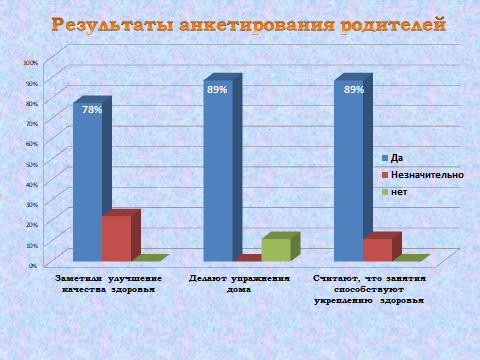 Результаты анкетирования родителей
100%
90%
80%
70%
60%
50%
40%
30%
20%
10%
0%
78%
89%
89%
Да
Незначительно
нет
Заметили улучшение
качества здоровья
Делают упражнения
дома
Считают, что занятия
способствуют
укреплению здоровья